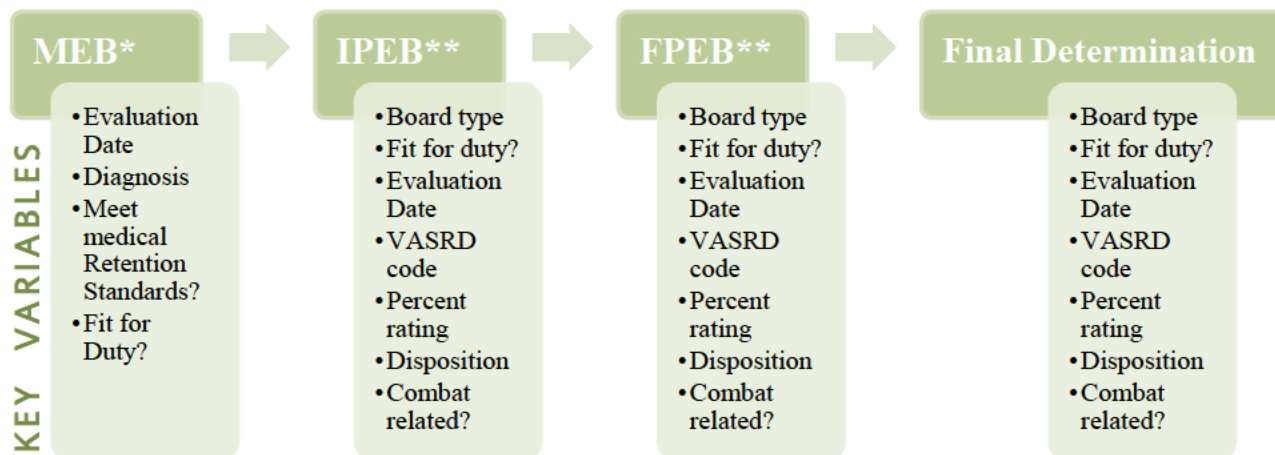 MEB*
IPEB**
FPEB**
Final Determination
KEY VARIABLES
•Evaluation
Date
•Diagnosis
•Meet
medical
Retention
Standards?
•Fit for
Duty?
•Board type
•Fit for duty?
•Evaluation
Date
•VASRD
code
•Percent
rating
•Disposition
•Combat
related?
•Board type
•Fit for duty?
•Evaluation
Date
•VASRD
code
•Percent
rating
•Disposition
•Combat
related?
•Board type
•Fit for duty?
•Evaluation
Date
•VASRD
code
•Percent
rating
•Disposition
•Combat
related?